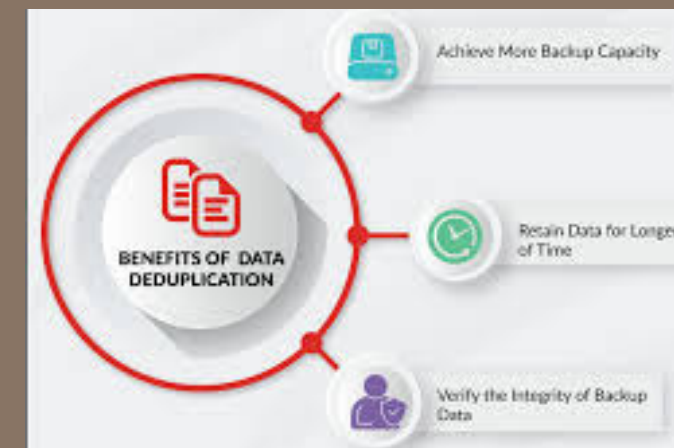 Achieve More Backup Capacity
BENEFITS OF DATA
DEDUPLICATION
Retain Data for Longe
of Time
Verify the Integrity of Backup
Data